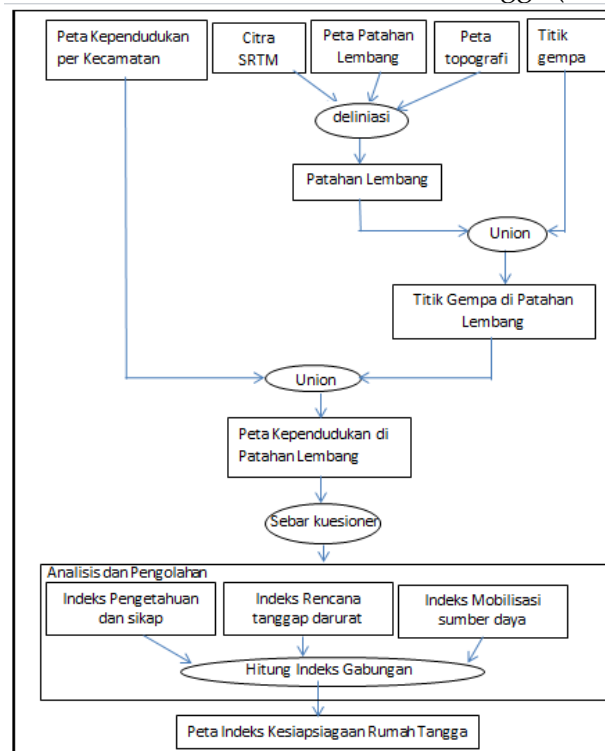 Peta Kependudukan
per Kecamatan
Citra
SRTM
Peta Patahan
Lembang
Peta
topografi
Titik
gempa
deliniasi
Patahan Lembang
Union
Titik Gempa di Patahan
Lembang
Union
Peta Kependudukan di
Patahan Lembang
Sebar kuesioner
Analisis dan Pengolahan
Indeks Pengetahuan
dan sikap
Indeks Rencana
tanggap darurat
Indeks Mobilisasi
sumber daya
Hitung Indeks Gabungan
Peta Indeks Kesiapsiagaan Rumah Tangga